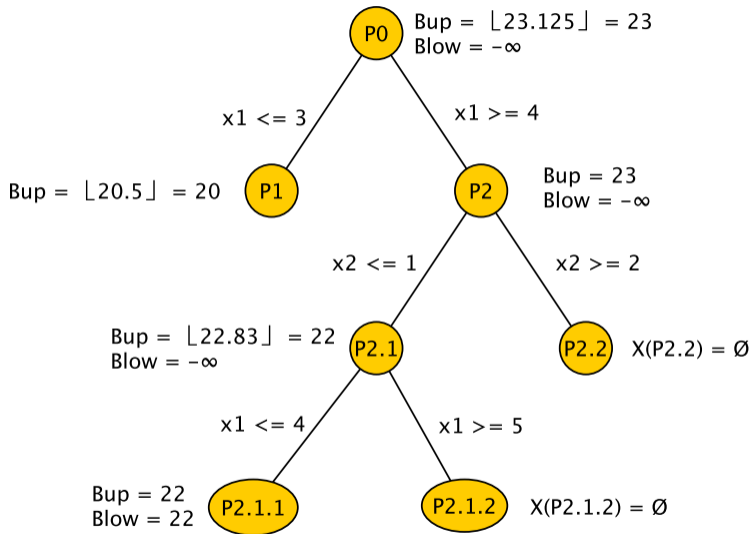 P0
Bup = ⌊23.125⌋ = 23
Blow = -∞
x1 <= 3
x1 >= 4
Bup = ⌊20.5⌋ = 20
P1
P2
Bup = 23
Blow = -∞
x2 <= 1
x2 >= 2
Bup = ⌊22.83⌋ = 22
Blow = -∞
P2.1
P2.2
X(P2.2) = Ø
x1 <= 4
x1 >= 5
Bup = 22
Blow = 22
P2.1.1
P2.1.2
X(P2.1.2) = Ø